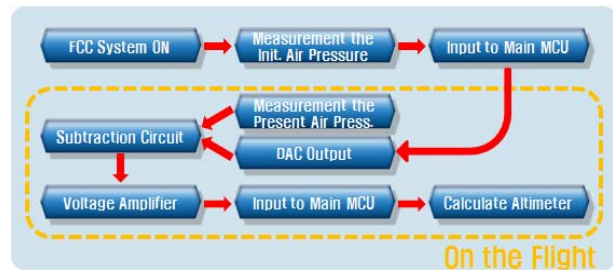 FCC System ON
Measurement the
Init. Air Pressure
Input to Main MCU
Measurement the
Present Air Press.
Subtraction Circuit
DAC Output
Voltage Amplifier
Input to Main MCU
Calculate Altimeter
On the Flight